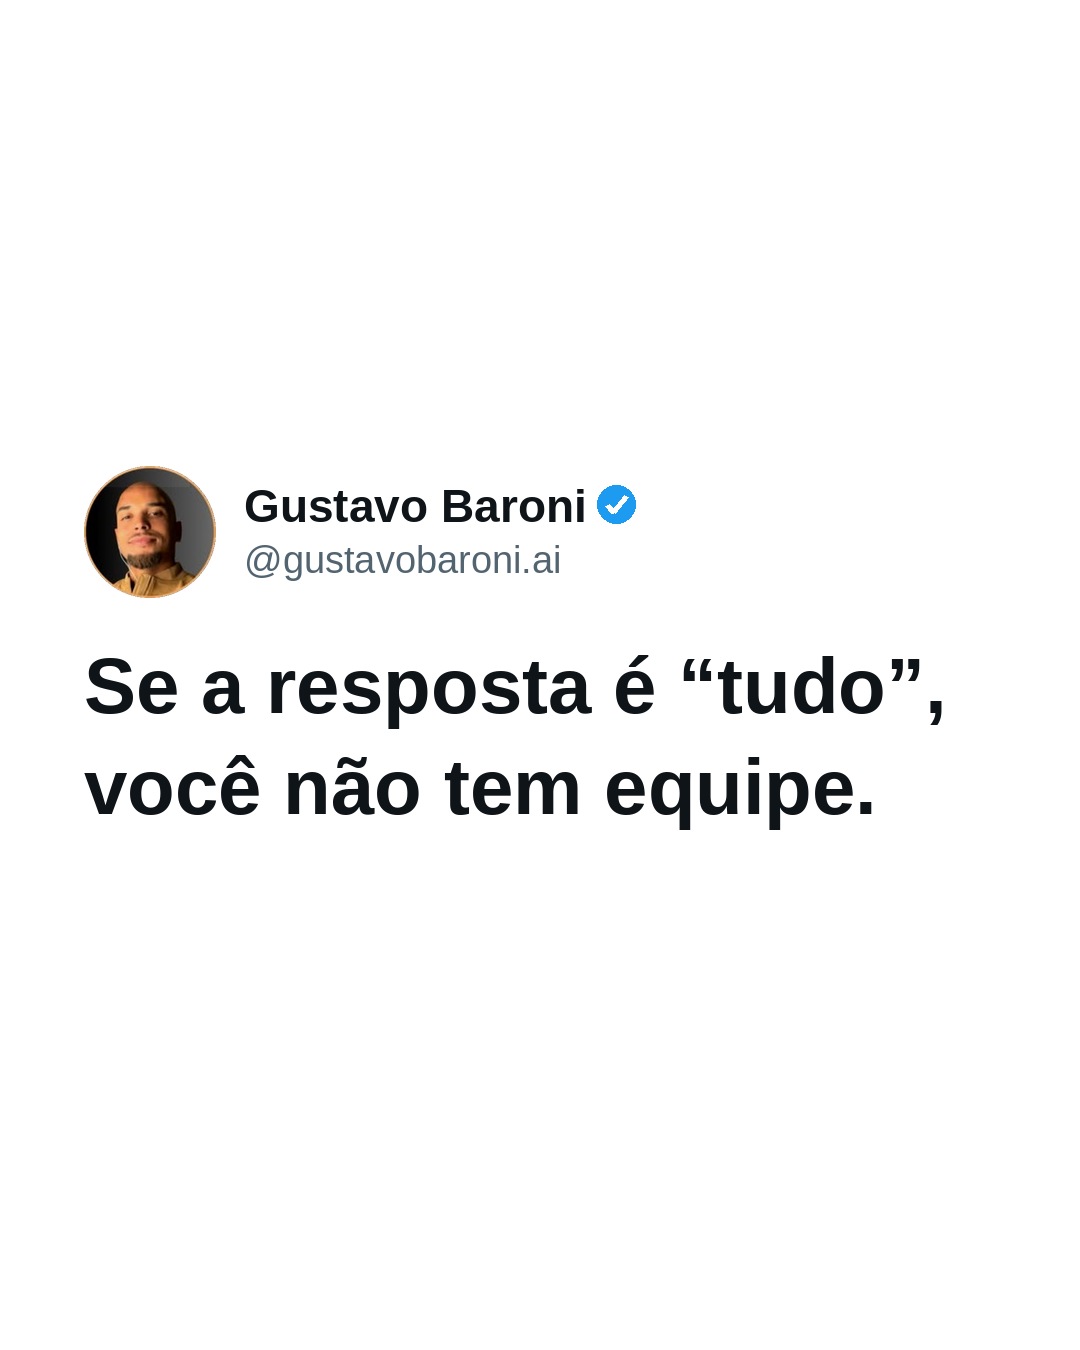 Gustavo Baroni
@gustavobaroni.ai
Se a resposta é “tudo”,
você não tem equipe.